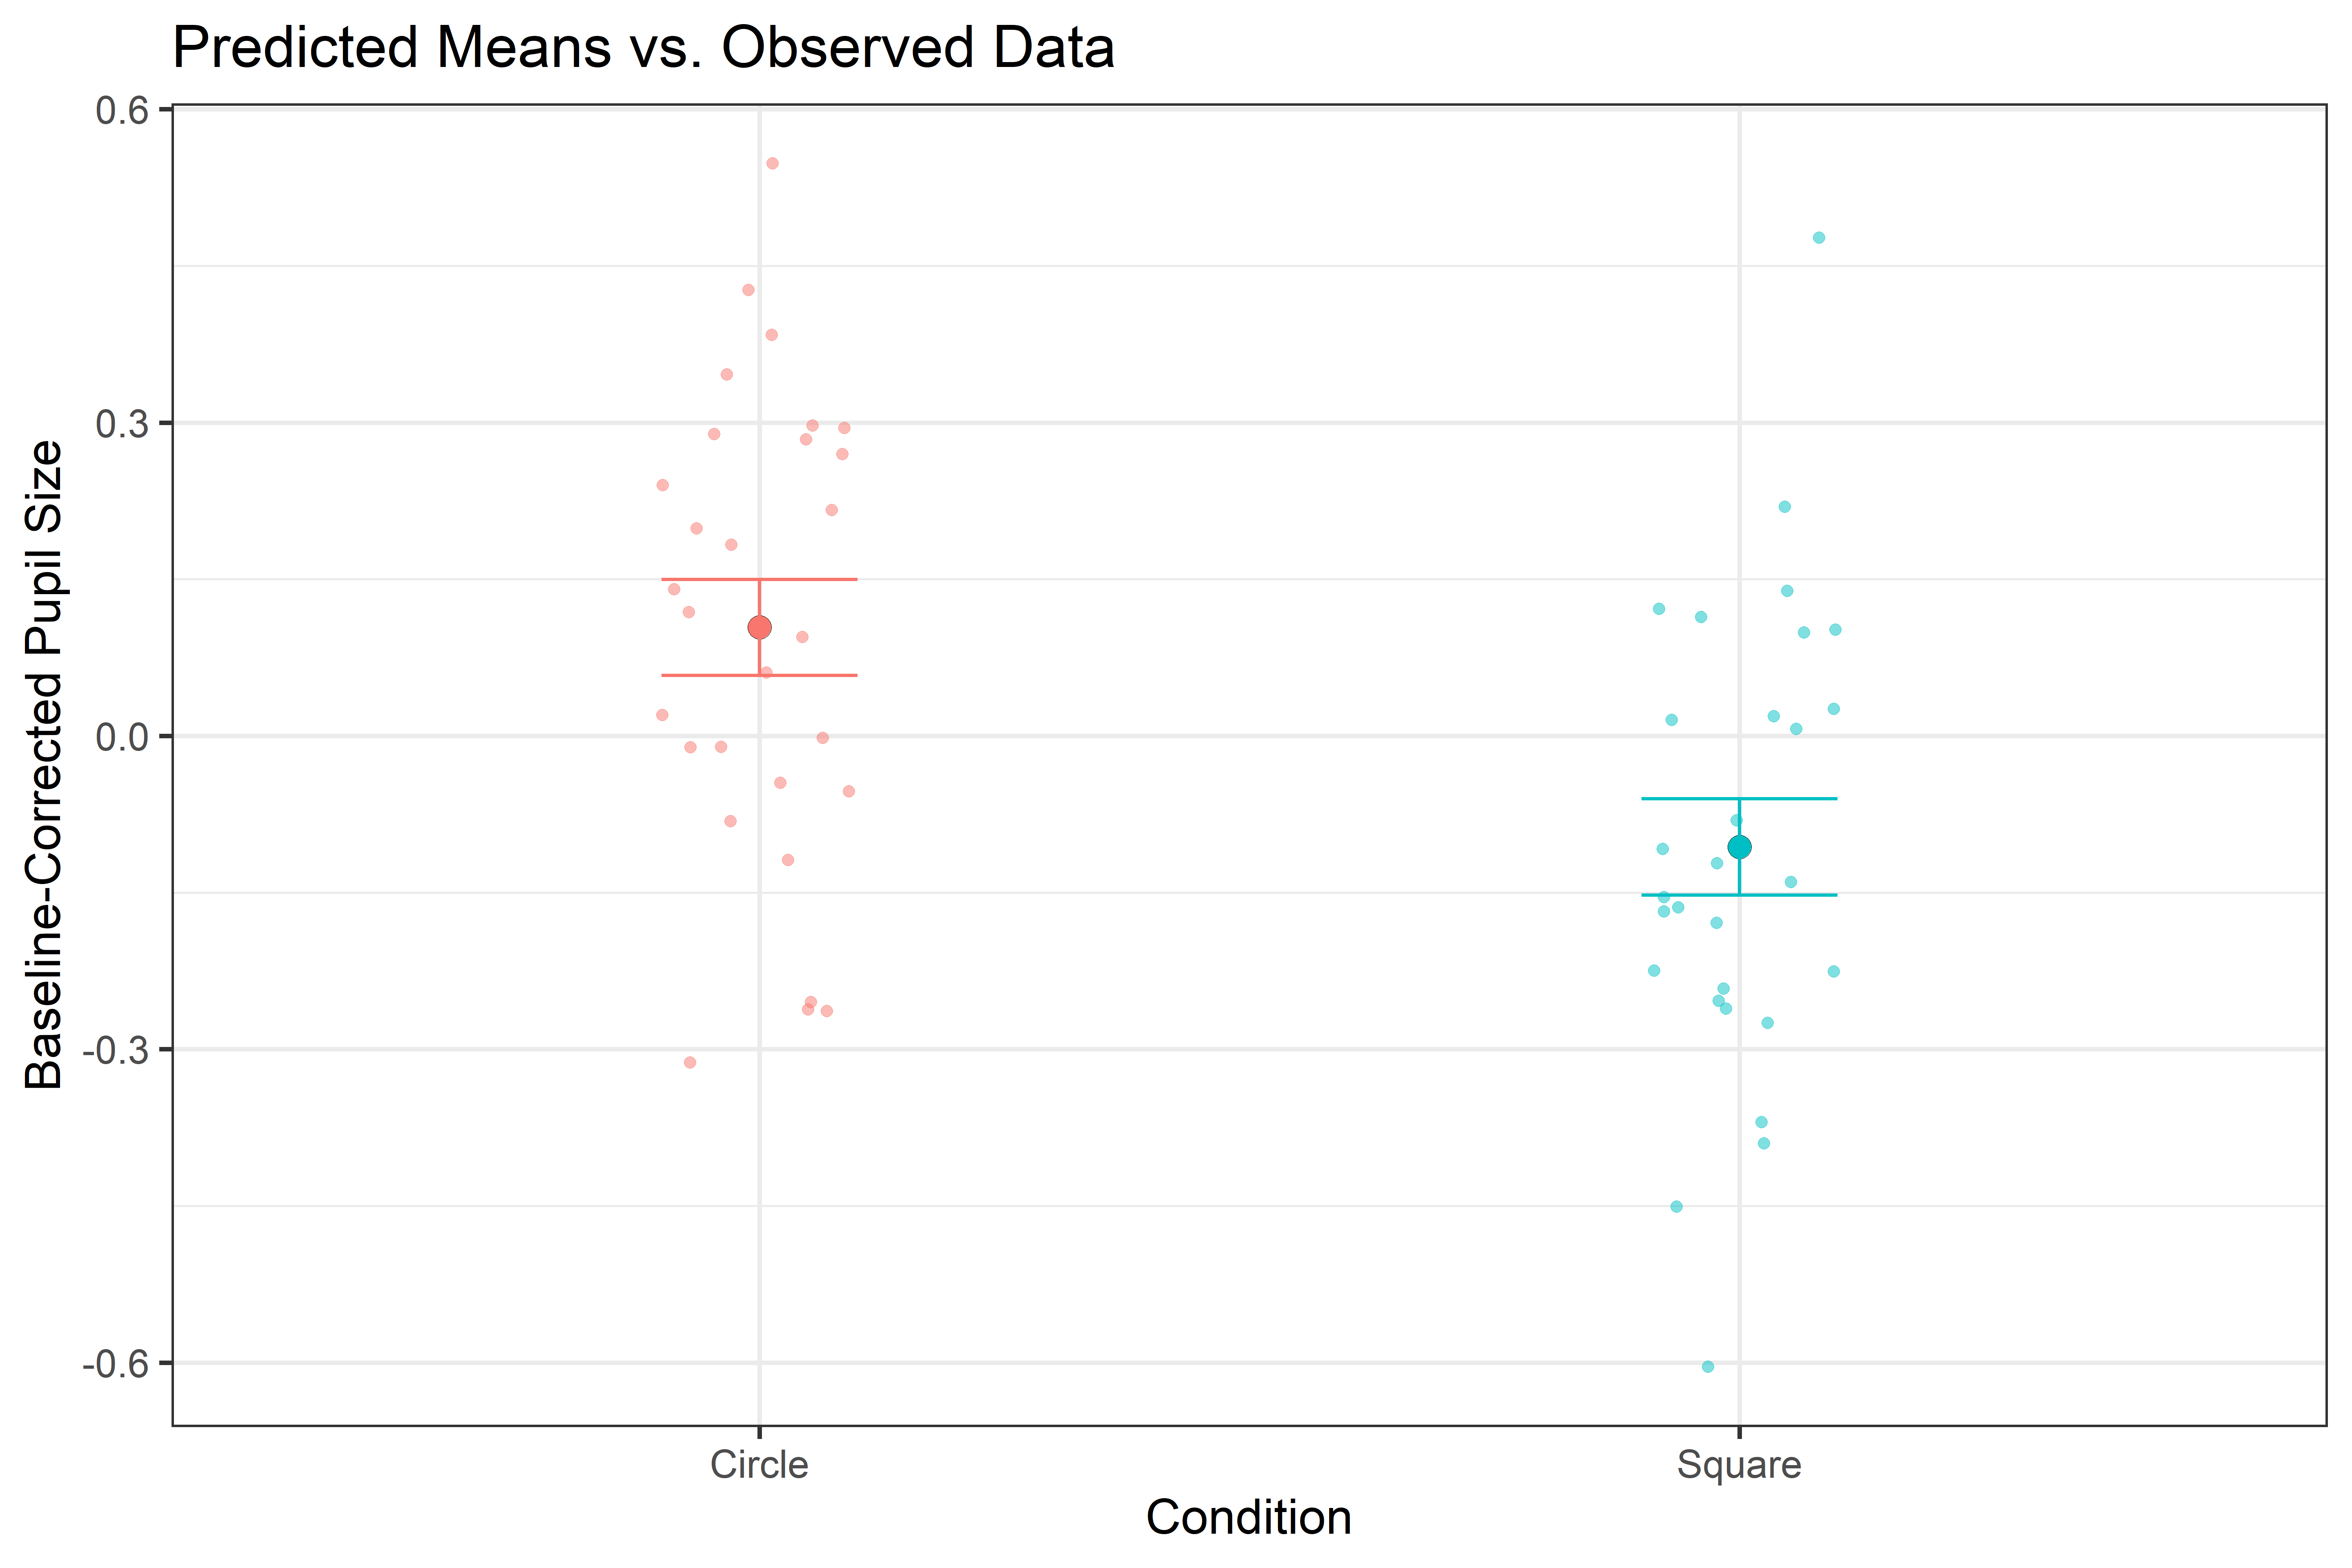 Predicted Means vs. Observed Data
0.6
0.3
0.0
-0.3
-0.6
Baseline-Corrected Pupil Size
Circle
Square
Condition